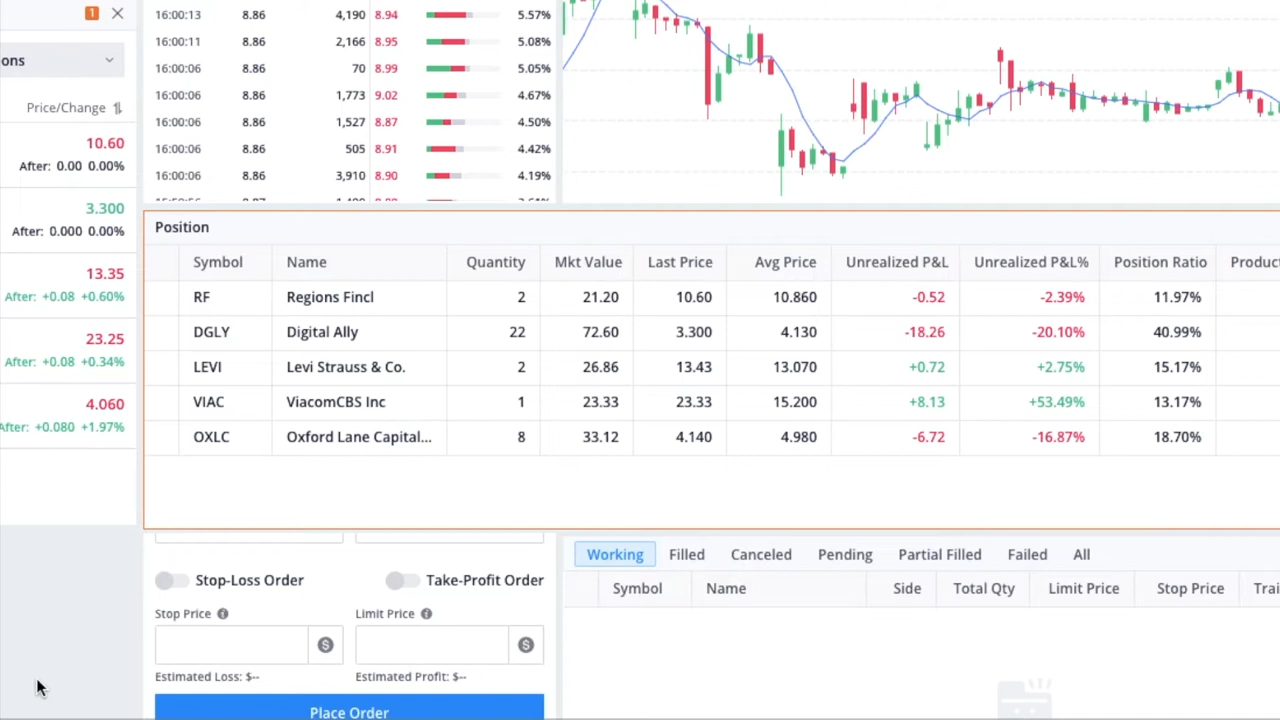 1
ons
Price/Change
10.60
After: 0.00 0.00%
3.300
After: 0.000 0.00%
13.35
After: +0.08 +0.60%
23.25
After: +0.08 +0.34%
4.060
After: +0.080 +1.97%
16:00:13 8.86 4,190 8.94 5.57%
16:00:11 8.86 2,166 8.95 5.08%
16:00:06 8.86 70 8.99 5.05%
16:00:06 8.86 1,773 9.02 4.67%
16:00:06 8.86 1,527 8.87 4.50%
16:00:06 8.86 505 8.91 4.42%
16:00:06 8.86 3,910 8.90 4.19%
Position
Symbol Name Quantity Mkt Value Last Price Avg Price Unrealized P&L Unrealized P&L% Position Ratio Product
RF Regions Fincl 2 21.20 10.60 10.860 -0.52 -2.39% 11.97%
DGLY Digital Ally 22 72.60 3.300 4.130 -18.26 -20.10% 40.99%
LEVI Levi Strauss & Co. 2 26.86 13.43 13.070 +0.72 +2.75% 15.17%
VIAC ViacomCBS Inc 1 23.33 23.33 15.200 +8.13 +53.49% 13.17%
OXLC Oxford Lane Capital... 8 33.12 4.140 4.980 -6.72 -16.87% 18.70%
Stop-Loss Order Take-Profit Order
Stop Price Limit Price
$ $
Estimated Loss: $-- Estimated Profit: $--
Place Order
Working Filled Canceled Pending Partial Filled Failed All
Symbol Name Side Total Qty Limit Price Stop Price Trai